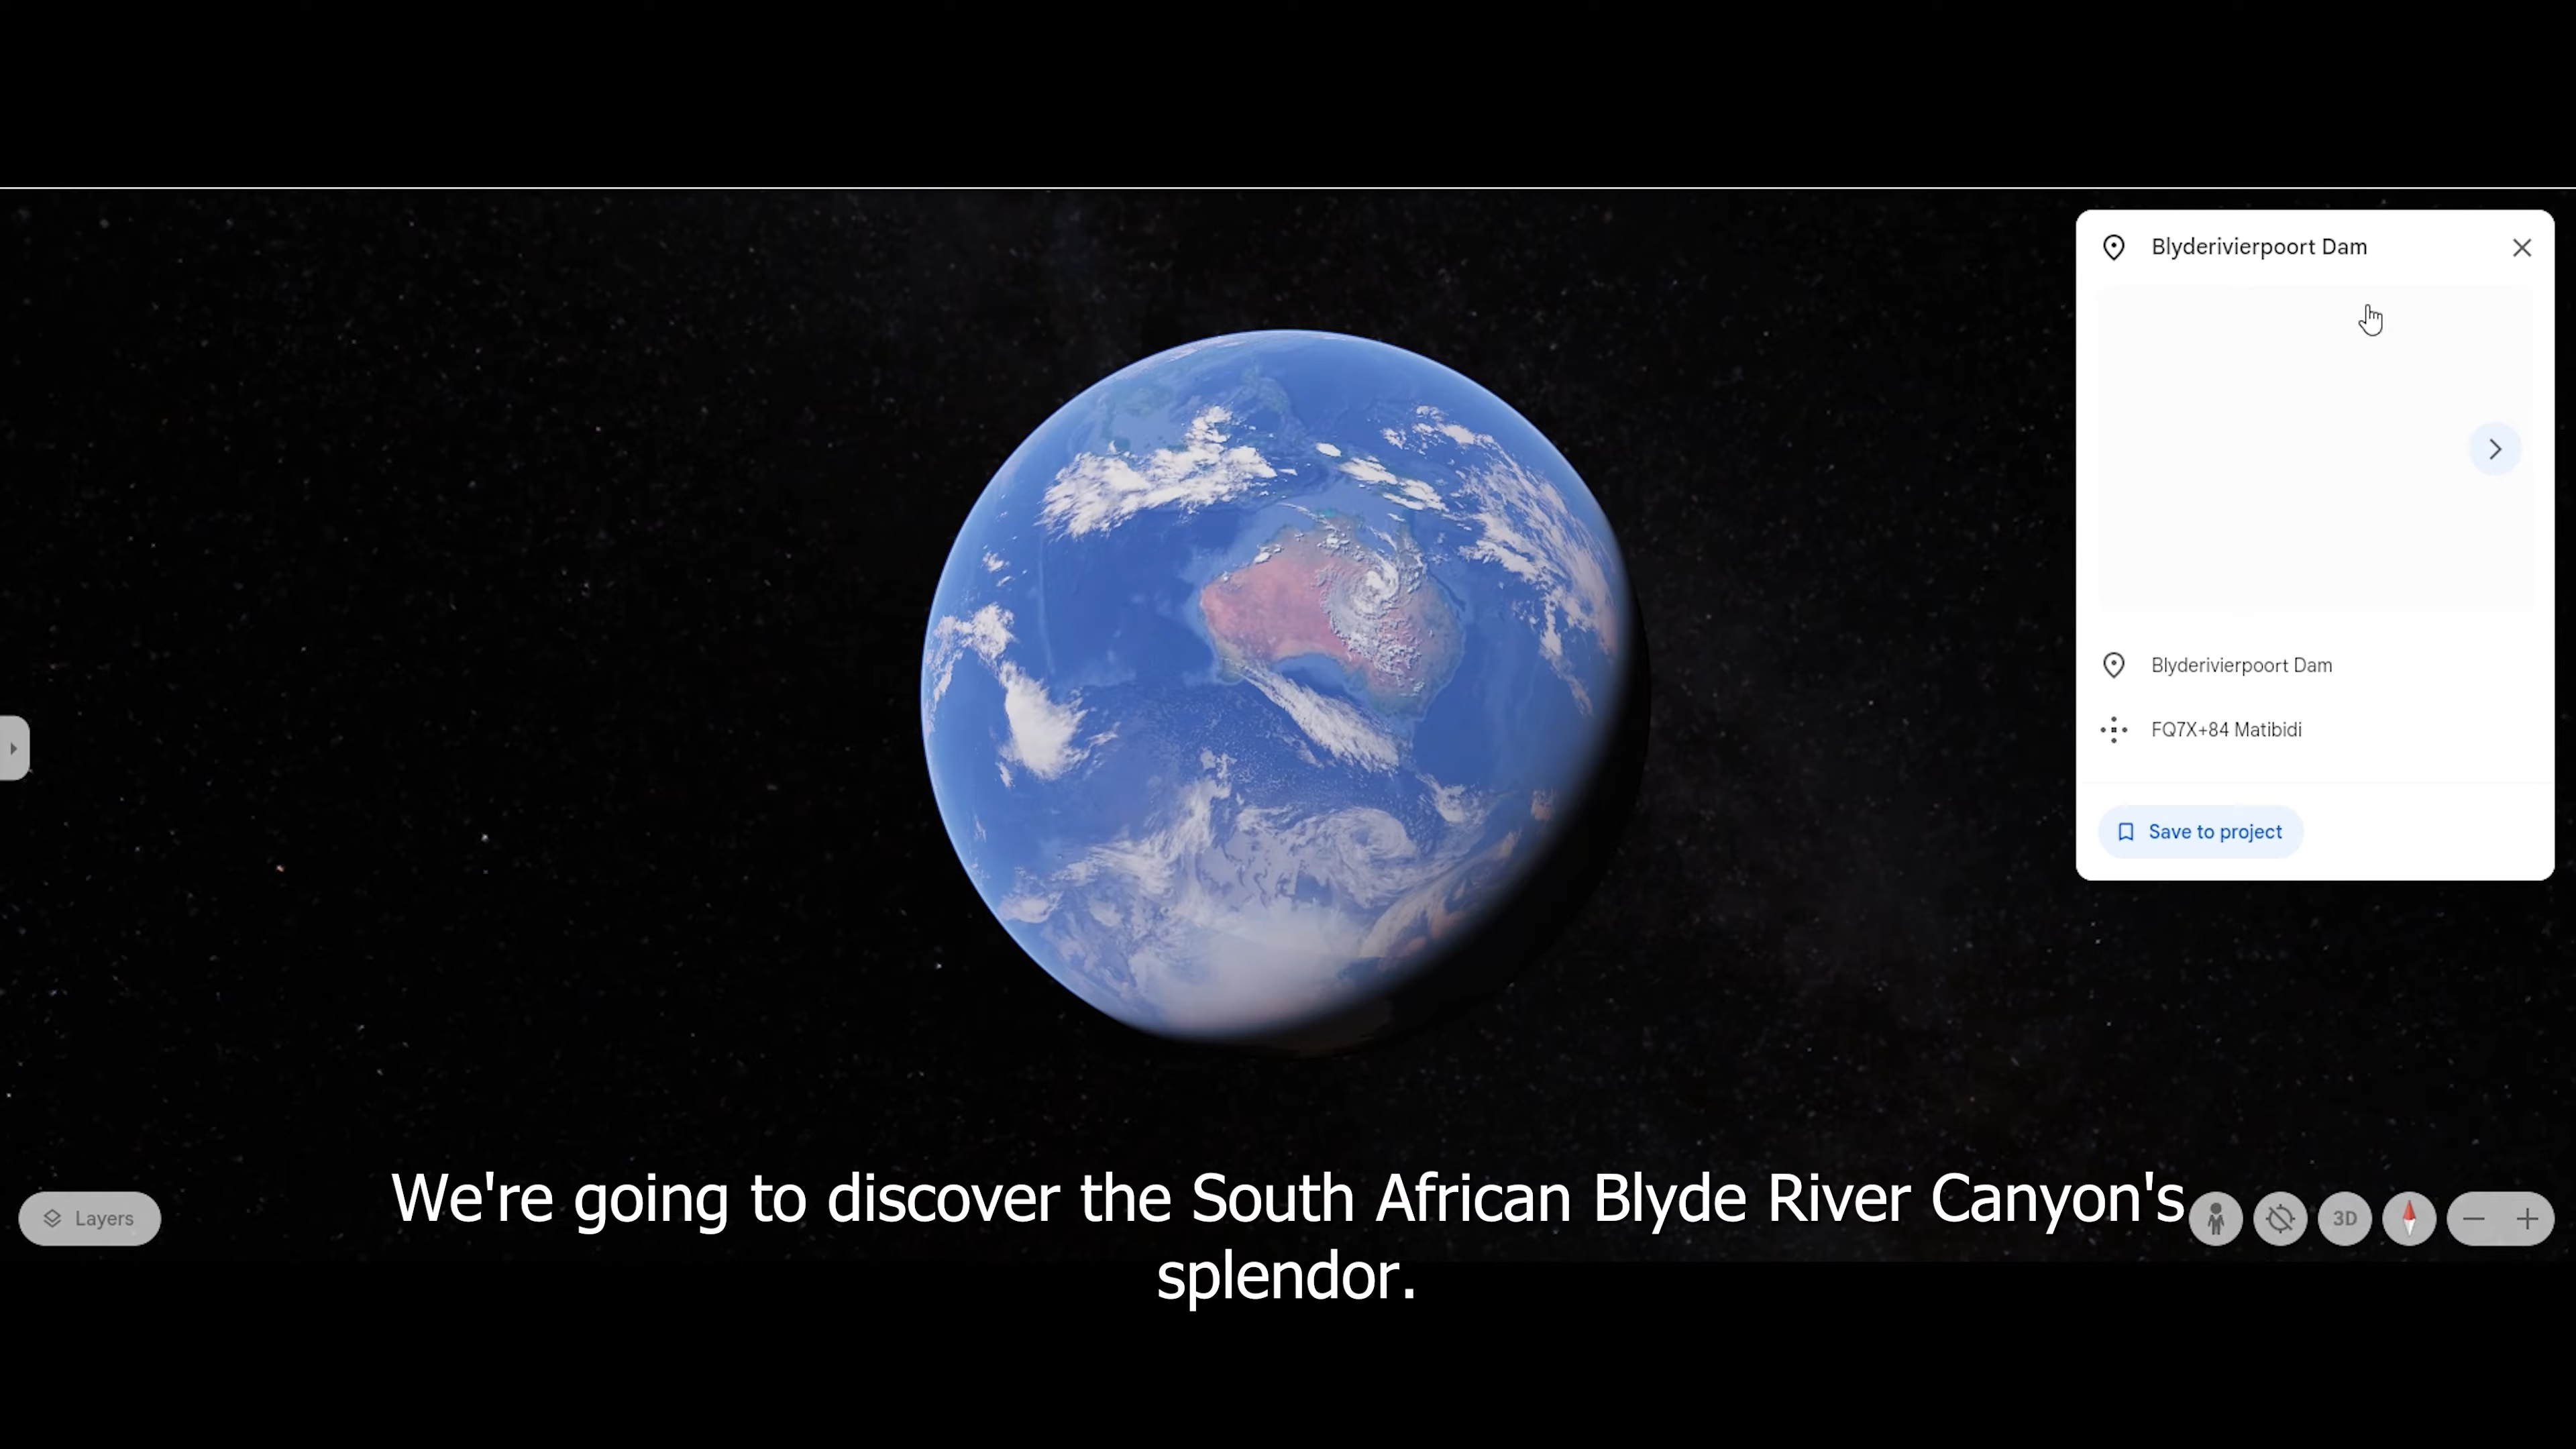 Blyderivierpoort Dam
Blyderivierpoort Dam
FQ7X+84 Matibidi
Save to project
Layers
3D
We're going to discover the South African Blyde River Canyon's
splendor.